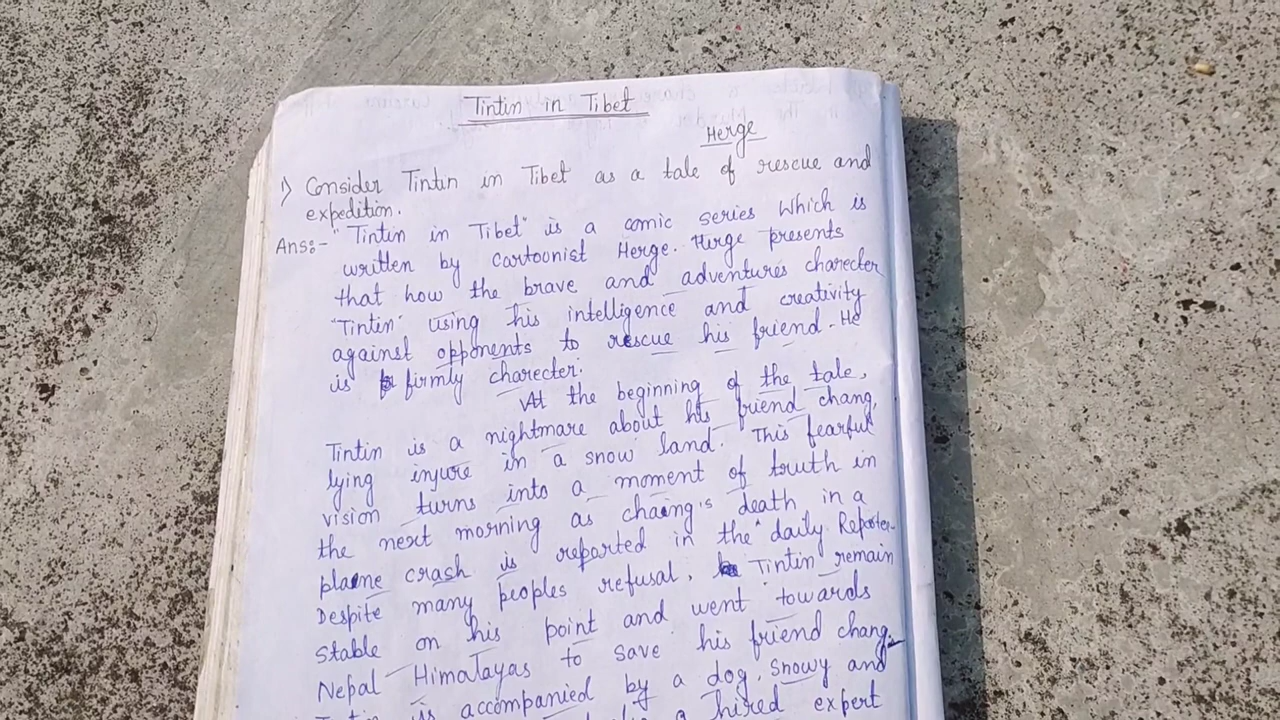 Tintin in Tibet
Herge
1) Consider Tintin in Tibet as a tale of rescue and
expedition.
Ans:- "Tintin in Tibet" is a comic series which is
written by cartoonist Herge. Herge presents
that how the brave and adventures charecter
"Tintin" using his intelligence and creativity
against opponents to rescue his friend. He
is firmly charecter.
At the beginning of the tale,
Tintin is a nightmare about his friend chang,
lying injure in a snow land. This fearful
vision turns into a moment of truth in
the next morning as chaing's death in a
plane crash is reported in the "daily Reporter.
Despite many peoples refusal, Tintin remain
stable on his point and went towards
Nepal Himalayas to save his friend chang.
Tintin is accompanied by a dog, snowy and
a hired expert